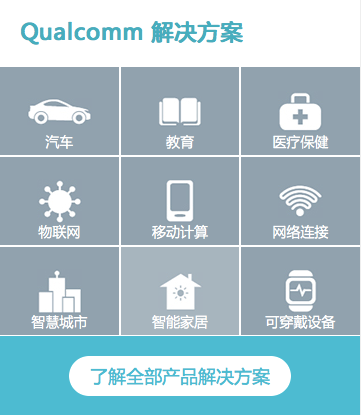 Qualcomm 解决方案
汽车
教育
医疗保健
物联网
移动计算
网络连接
智慧城市
智能家居
可穿戴设备
了解全部产品解决方案